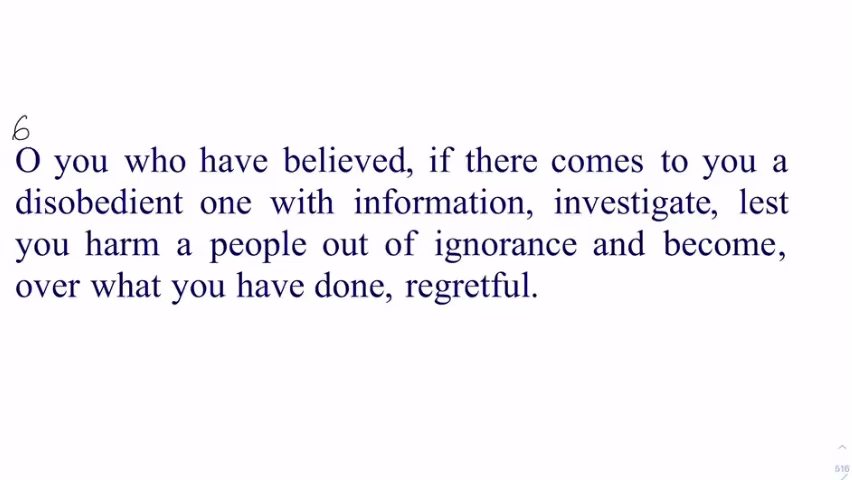 6
O you who have believed, if there comes to you a
disobedient one with information, investigate, lest
you harm a people out of ignorance and become,
over what you have done, regretful.
516